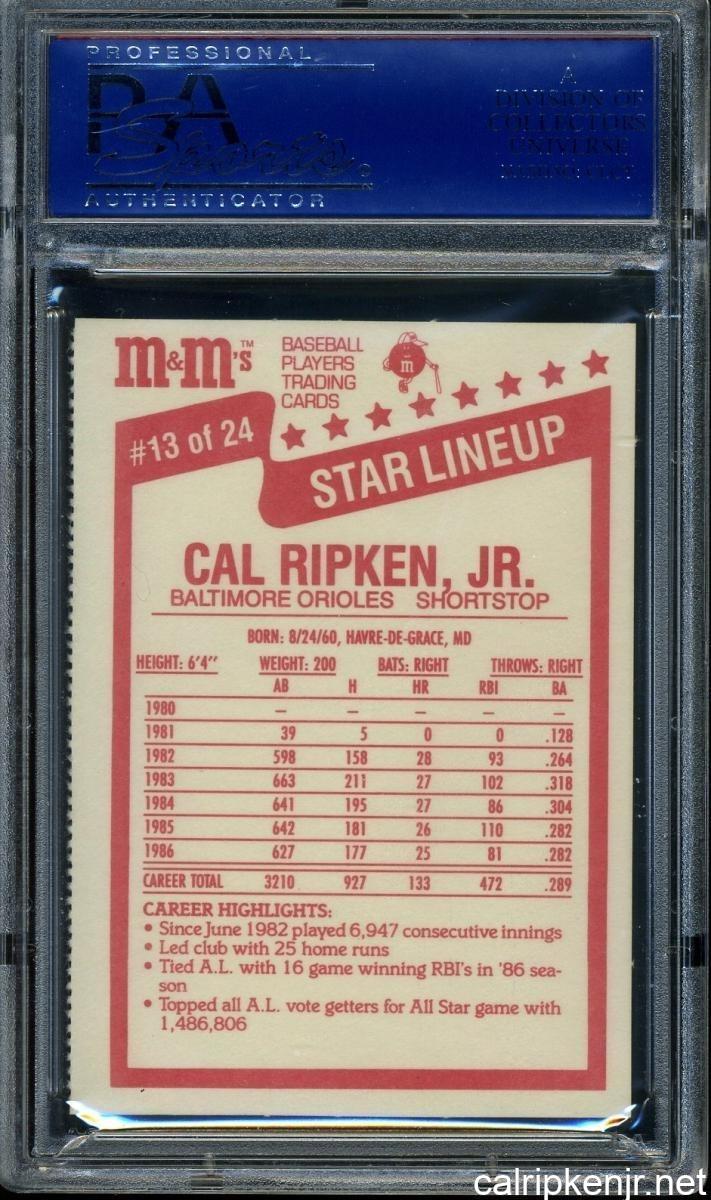 PROFESSIONAL
PSA
Sports
AUTHENTICATOR
A
DIVISION OF
COLLECTORS
UNIVERSE
NASDAQ: CLCT
m&m's™
BASEBALL
PLAYERS
TRADING
CARDS
m
#13 of 24
STAR LINEUP
CAL RIPKEN, JR.
BALTIMORE ORIOLES SHORTSTOP
BORN: 8/24/60, HAVRE-DE-GRACE, MD
HEIGHT: 6'4" WEIGHT: 200 BATS: RIGHT THROWS: RIGHT
AB H HR RBI BA
1980 – – – – –
1981 39 5 0 0 .128
1982 598 158 28 93 .264
1983 663 211 27 102 .318
1984 641 195 27 86 .304
1985 642 181 26 110 .282
1986 627 177 25 81 .282
CAREER TOTAL 3210 927 133 472 .289
CAREER HIGHLIGHTS:
• Since June 1982 played 6,947 consecutive innings
• Led club with 25 home runs
• Tied A.L. with 16 game winning RBI's in '86 sea-
son
• Topped all A.L. vote getters for All Star game with
1,486,806
calripkenjr.net